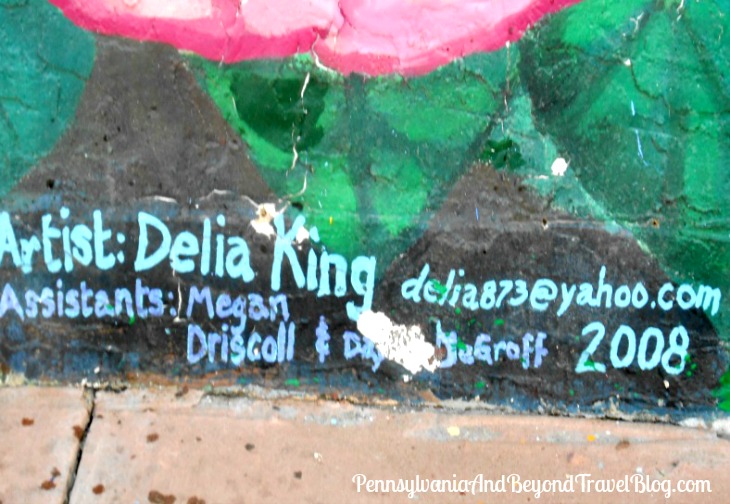 Artist: Delia King delia873@yahoo.com
Assistants: Megan
Driscoll & 2008
PennsylvaniaAndBeyondTravelBlog.com